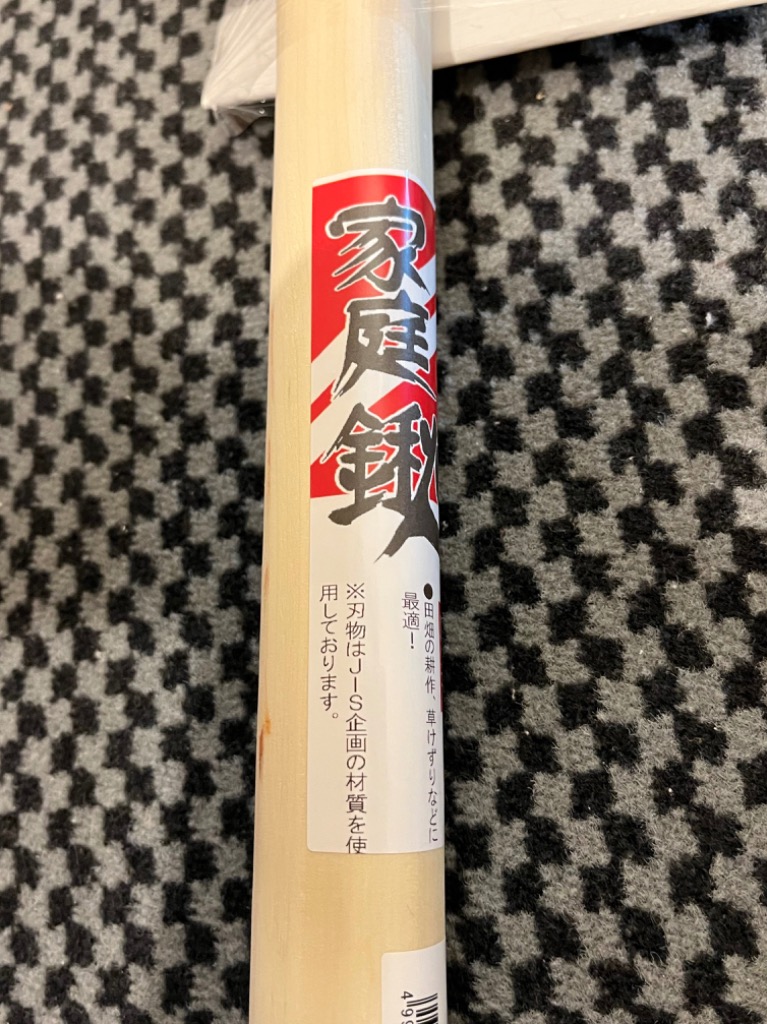 家庭鍬
●田畑の耕作、草けずりなどに
最適！
※刃物はJIS企画の材質を使
用しております。
499